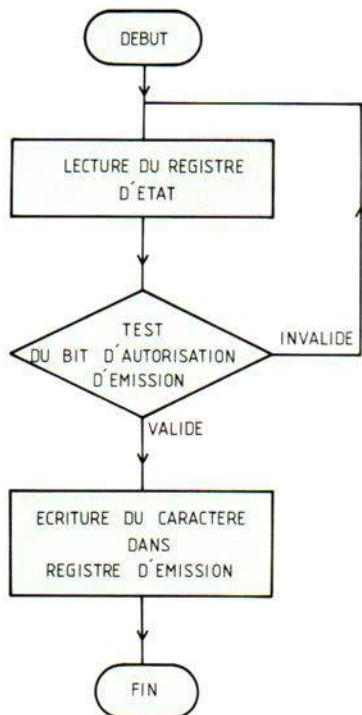 DEBUT
LECTURE DU REGISTRE
D'ETAT
TEST
DU BIT D'AUTORISATION
D'EMISSION
INVALIDE
VALIDE
ECRITURE DU CARACTERE
DANS
REGISTRE D'EMISSION
FIN